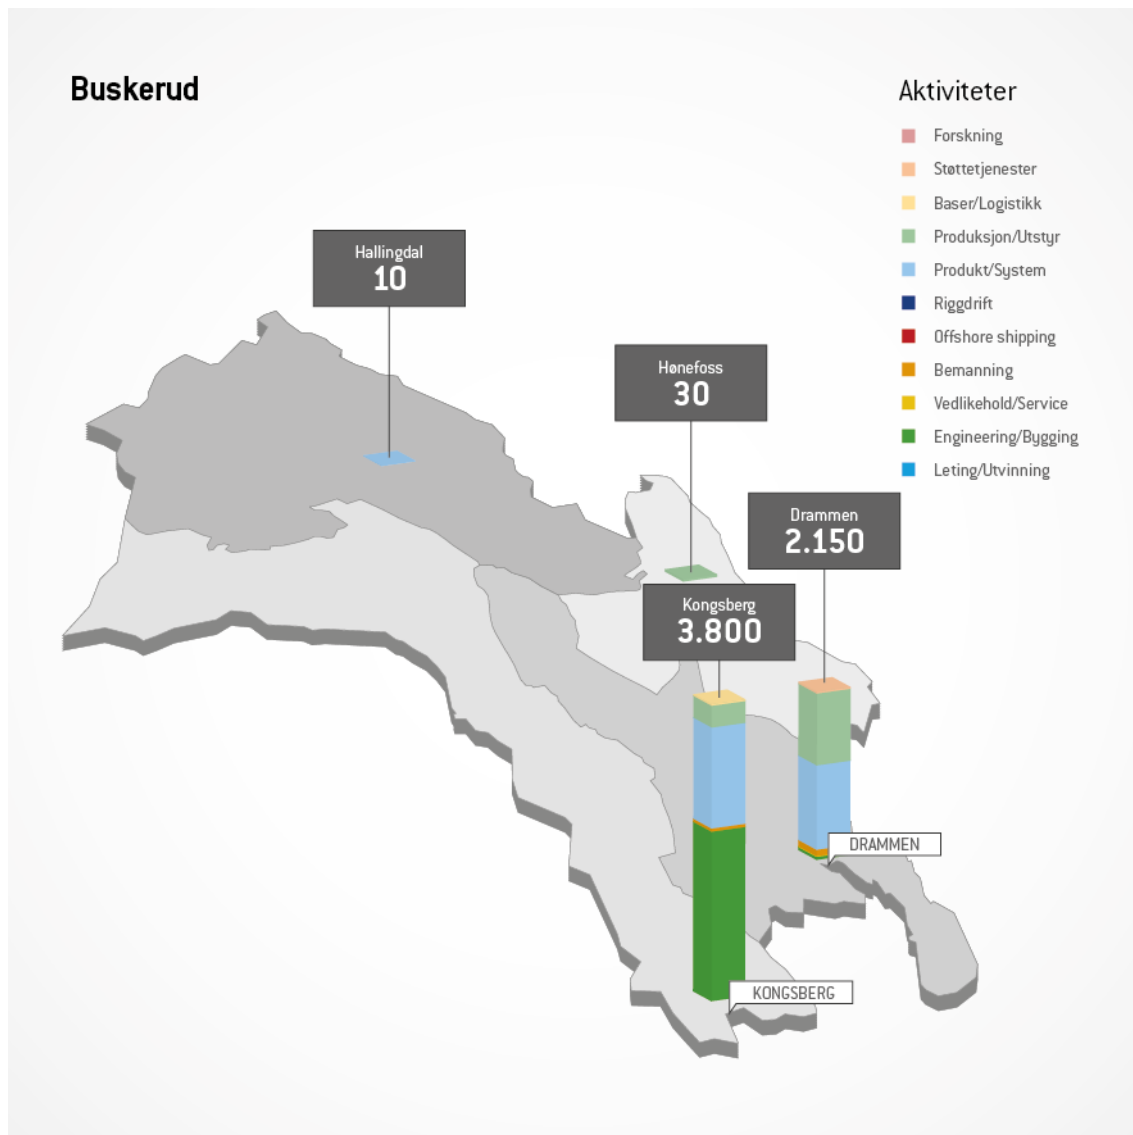 Buskerud
Aktiviteter
Forskning
Støttetjenester
Baser/Logistikk
Produksjon/Utstyr
Produkt/System
Riggdrift
Offshore shipping
Bemanning
Vedlikehold/Service
Engineering/Bygging
Leting/Utvinning
Hallingdal
10
Hønefoss
30
Drammen
2.150
Kongsberg
3.800
DRAMMEN
KONGSBERG